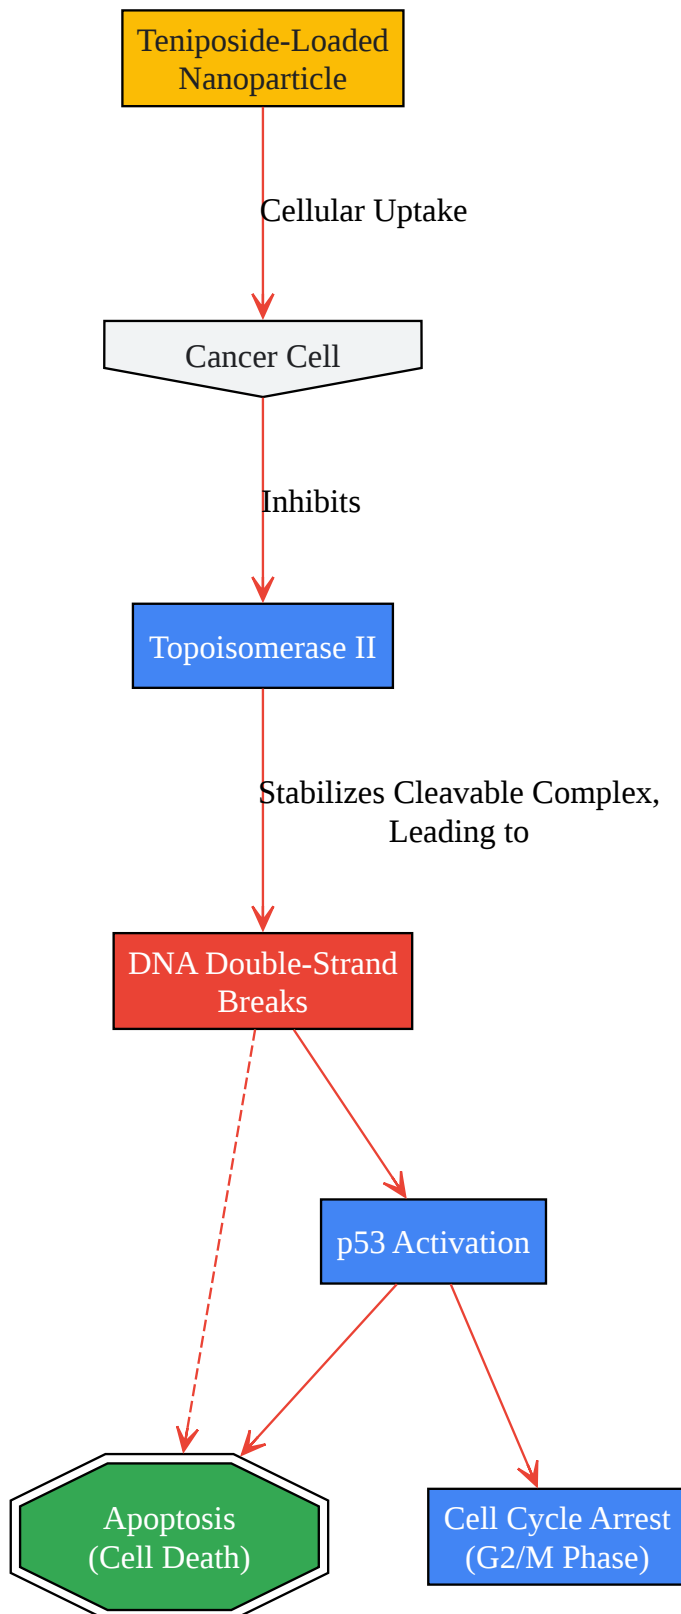 Teniposide-Loaded
Nanoparticle
Cellular Uptake
Cancer Cell
Inhibits
Topoisomerase II
Stabilizes Cleavable Complex,
Leading to
DNA Double-Strand
Breaks
p53 Activation
Apoptosis
(Cell Death)
Cell Cycle Arrest
(G2/M Phase)